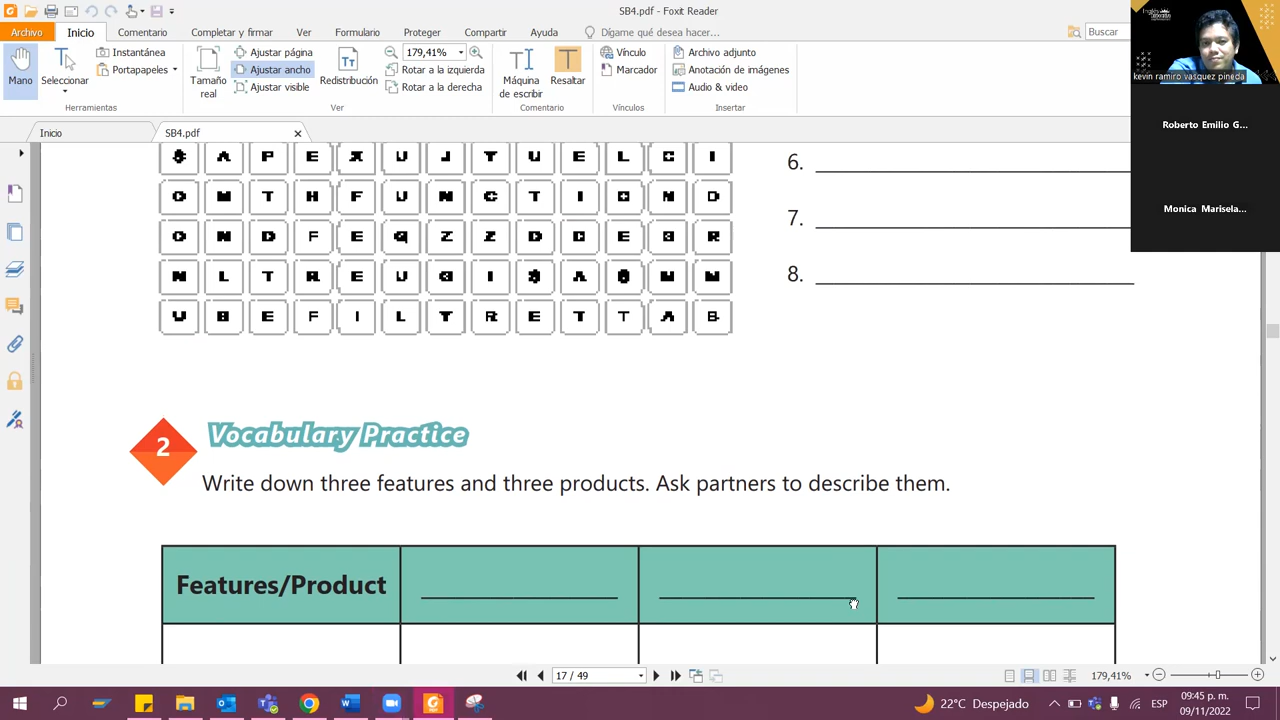 SB4.pdf - Foxit Reader
Archivo Inicio Comentario Completar y firmar Ver Formulario Proteger Compartir Ayuda Dígame qué desea hacer... Buscar
Mano
Seleccionar
Instantánea
Portapapeles
Herramientas
Tamaño real
Ajustar página
Ajustar ancho
Ajustar visible
Redistribución
179,41%
Rotar a la izquierda
Rotar a la derecha
Ver
Máquina de escribir
Resaltar
Comentario
Vínculo
Marcador
Vínculos
Archivo adjunto
Anotación de imágenes
Audio & video
Insertar
kevin ramiro vasquez pineda
Roberto Emilio G...
Monica Marisela...
Inicio SB4.pdf
A P E R U J T U E L C I
O M T H F U N C T I O N D
O N D F E Q Z Z D C E R
N L T R E U I A W W
V B E F I L T R E T T A B
6.
7.
8.
2
Vocabulary Practice
Write down three features and three products. Ask partners to describe them.
Features/Product
17 / 49
179,41%
22°C Despejado
ESP
09:45 p. m.
09/11/2022